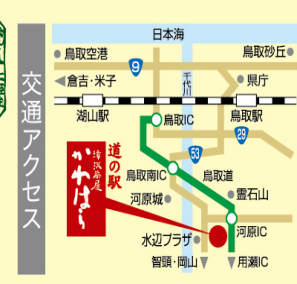 交通アクセス
日本海
鳥取空港
9
鳥取砂丘
倉吉・米子
千代川
県庁
湖山駅
鳥取IC
鳥取駅
29
53
道の駅
清流茶屋
かわはら
鳥取南IC
鳥取道
河原城
霊石山
河原IC
水辺プラザ
智頭・岡山
用瀬IC